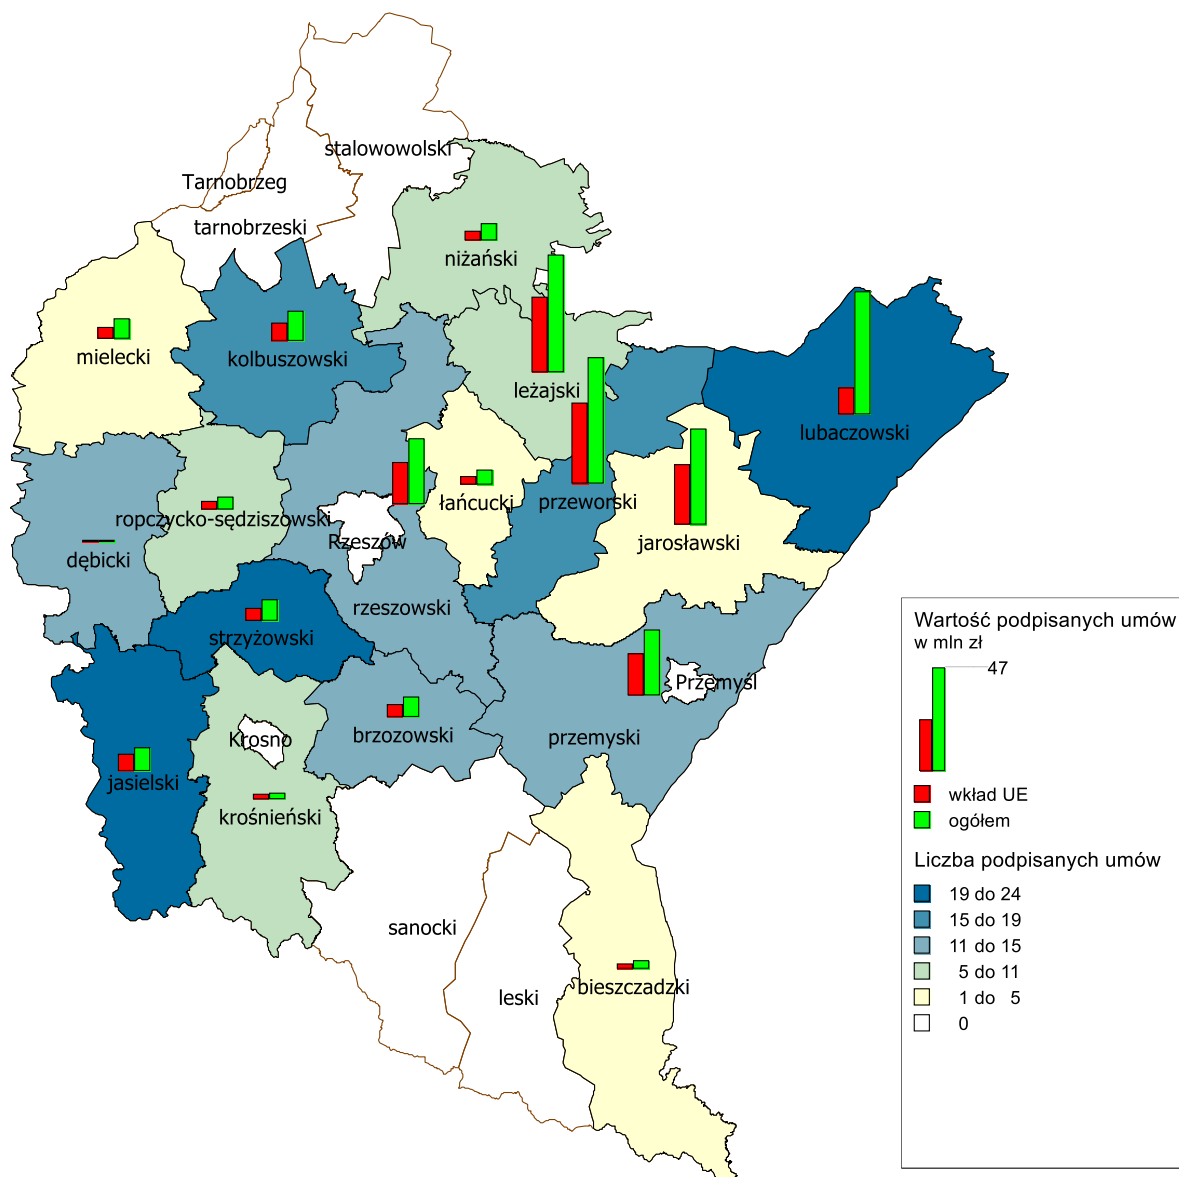 stalowowolski
Tarnobrzeg
tarnobrzeski
niżański
mielecki
kolbuszowski
leżajski
lubaczowski
łańcucki
przeworski
ropczycko-sędziszowski
Rzeszów
jarosławski
dębicki
rzeszowski
strzyżowski
Przemyśl
Krosno
brzozowski
przemyski
jasielski
krośnieński
sanocki
leski
bieszczadzki
Wartość podpisanych umów
w mln zł
47
wkład UE
ogółem
Liczba podpisanych umów
19 do 24
15 do 19
11 do 15
5 do 11
1 do 5
0